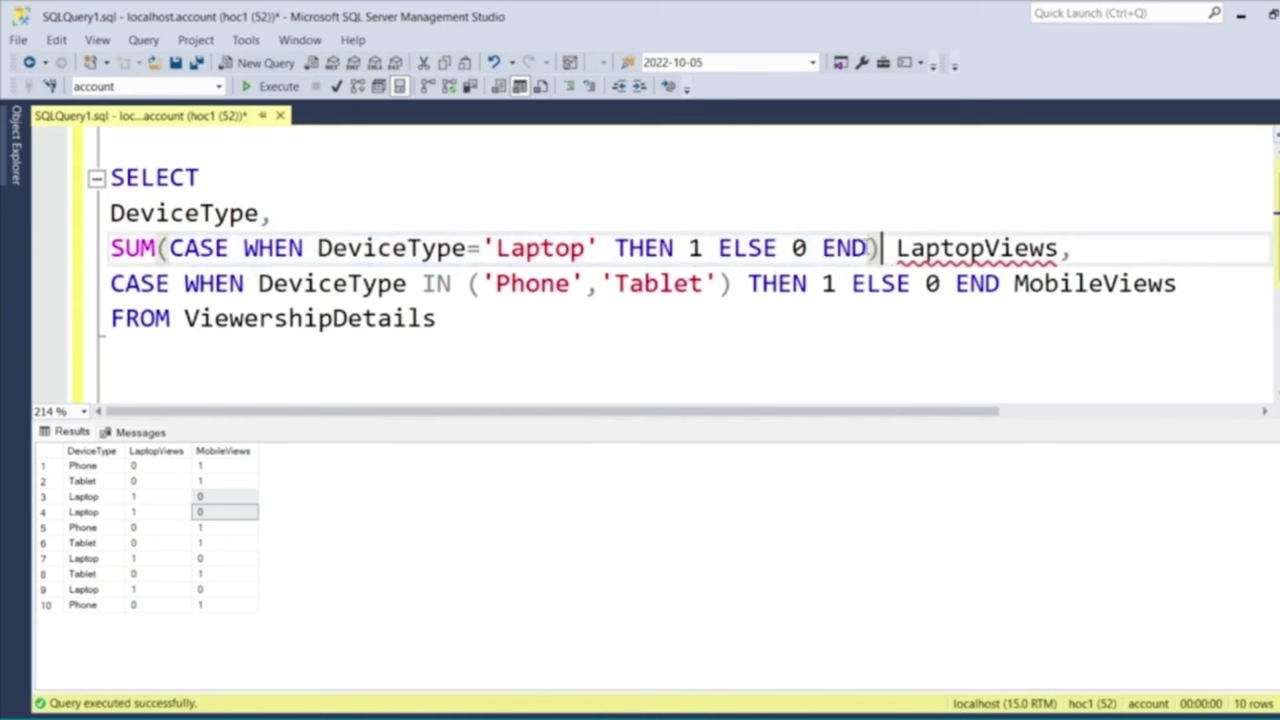 SQLQuery1.sql - localhost.account (hoc1 (52))* - Microsoft SQL Server Management Studio
Quick Launch (Ctrl+Q)
File Edit View Query Project Tools Window Help
New Query
2022-10-05
account
Execute
SQLQuery1.sql - loc...account (hoc1 (52))*
Object Explorer
SELECT
DeviceType,
SUM(CASE WHEN DeviceType='Laptop' THEN 1 ELSE 0 END) LaptopViews,
CASE WHEN DeviceType IN ('Phone','Tablet') THEN 1 ELSE 0 END MobileViews
FROM ViewershipDetails
214 %
Results Messages
DeviceType LaptopViews MobileViews
1 Phone 0 1
2 Tablet 0 1
3 Laptop 1 0
4 Laptop 1 0
5 Phone 0 1
6 Tablet 0 1
7 Laptop 1 0
8 Tablet 0 1
9 Laptop 1 0
10 Phone 0 1
Query executed successfully.
localhost (15.0 RTM) hoc1 (52) account 00:00:00 10 rows